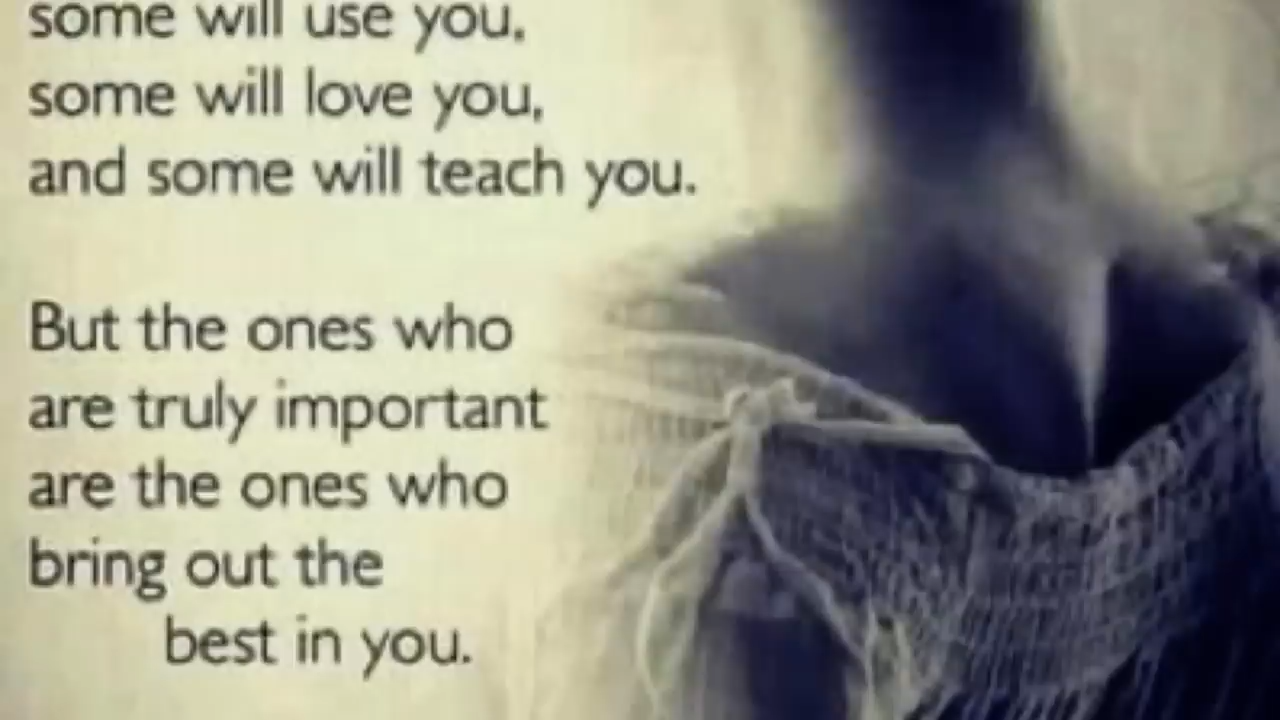 some will use you,
some will love you,
and some will teach you.
But the ones who
are truly important
are the ones who
bring out the
best in you.